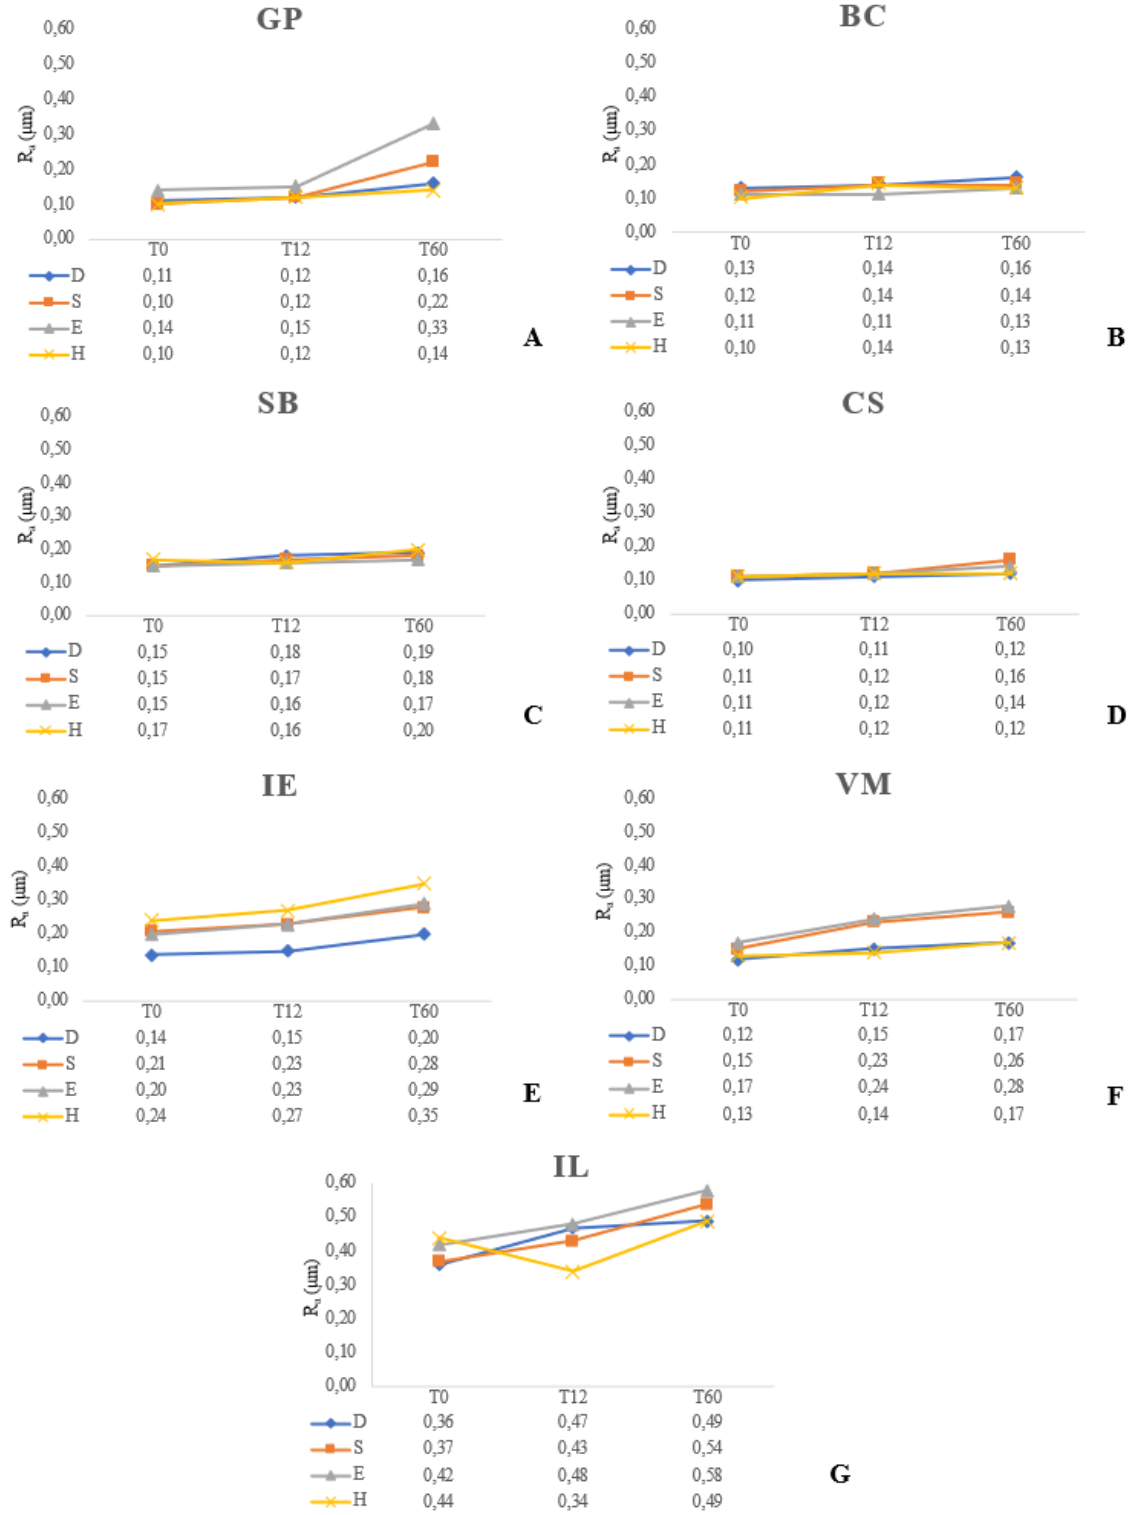 GP
0,60
0,50
0,40
0,30
0,20
0,10
0,00
Ra (μm)
T0 T12 T60
D 0,11 0,12 0,16
S 0,10 0,12 0,22
E 0,14 0,15 0,33
H 0,10 0,12 0,14
A
BC
0,60
0,50
0,40
0,30
0,20
0,10
0,00
Ra (μm)
T0 T12 T60
D 0,13 0,14 0,16
S 0,12 0,14 0,14
E 0,11 0,11 0,13
H 0,10 0,14 0,13
B
SB
0,60
0,50
0,40
0,30
0,20
0,10
0,00
Ra (μm)
T0 T12 T60
D 0,15 0,18 0,19
S 0,15 0,17 0,18
E 0,15 0,16 0,17
H 0,17 0,16 0,20
C
CS
0,60
0,50
0,40
0,30
0,20
0,10
0,00
Ra (μm)
T0 T12 T60
D 0,10 0,11 0,12
S 0,11 0,12 0,16
E 0,11 0,12 0,14
H 0,11 0,12 0,12
D
IE
0,60
0,50
0,40
0,30
0,20
0,10
0,00
Ra (μm)
T0 T12 T60
D 0,14 0,15 0,20
S 0,21 0,23 0,28
E 0,20 0,23 0,29
H 0,24 0,27 0,35
E
VM
0,60
0,50
0,40
0,30
0,20
0,10
0,00
Ra (μm)
T0 T12 T60
D 0,12 0,15 0,17
S 0,15 0,23 0,26
E 0,17 0,24 0,28
H 0,13 0,14 0,17
F
IL
0,60
0,50
0,40
0,30
0,20
0,10
0,00
Ra (μm)
T0 T12 T60
D 0,36 0,47 0,49
S 0,37 0,43 0,54
E 0,42 0,48 0,58
H 0,44 0,34 0,49
G